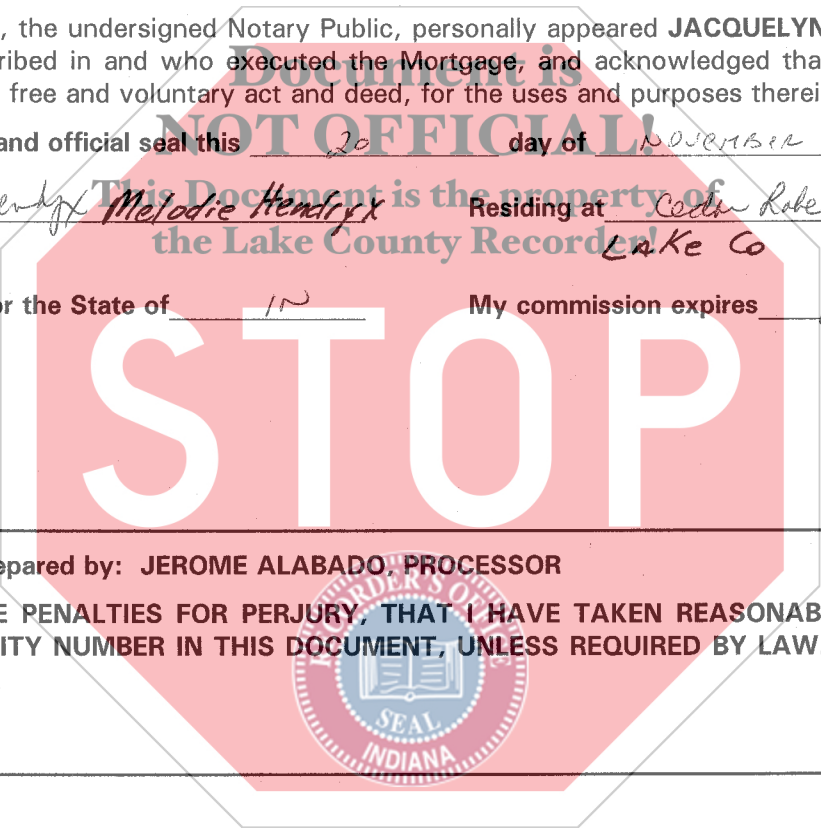 , the undersigned Notary Public, personally appeared JACQUELYN
ribed in and who executed the Mortgage, and acknowledged tha
free and voluntary act and deed, for the uses and purposes therei
Document is
NOT OFFICIAL!
This Document is the property of
the Lake County Recorder!
and official seal this 20 day of NOVEMBER
Melodie Hendryx Residing at Cedar
LAKE CO
or the State of IN My commission expires
STOP
epared by: JEROME ALABADO, PROCESSOR
E PENALTIES FOR PERJURY, THAT I HAVE TAKEN REASONAB
ITY NUMBER IN THIS DOCUMENT, UNLESS REQUIRED BY LAW
RECORDER'S OFFICE
SEAL
INDIANA